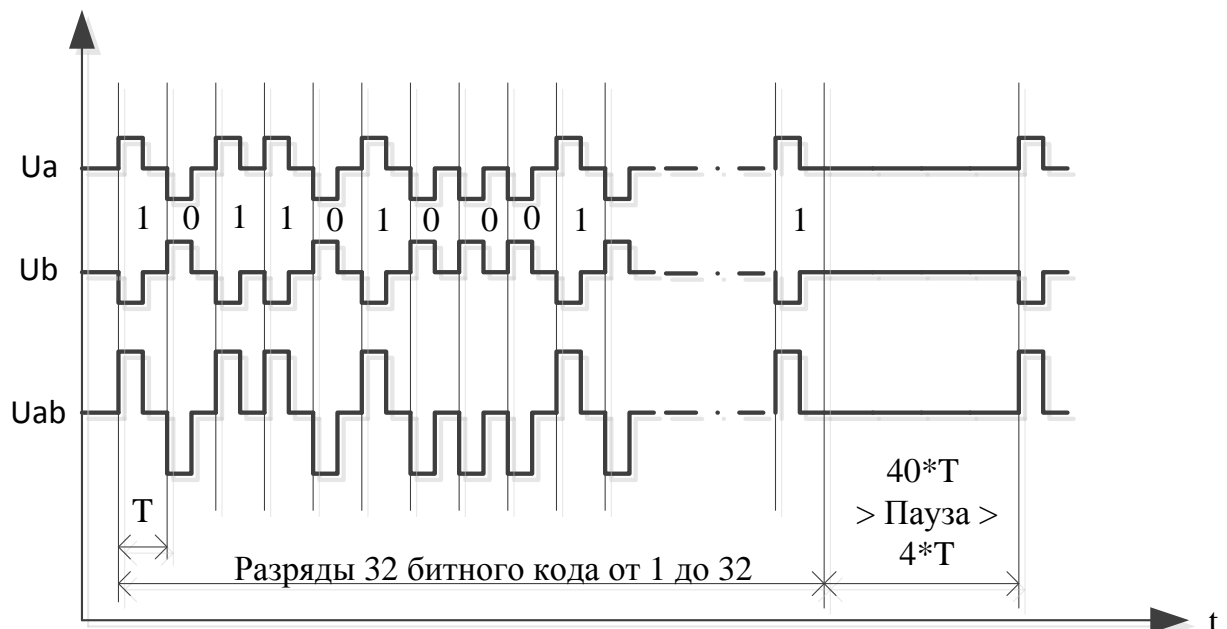 Ua
1 0 1 1 0 1 0 0 0 1 1
Ub
Uab
T
40*T
> Пауза >
4*T
Разряды 32 битного кода от 1 до 32
t